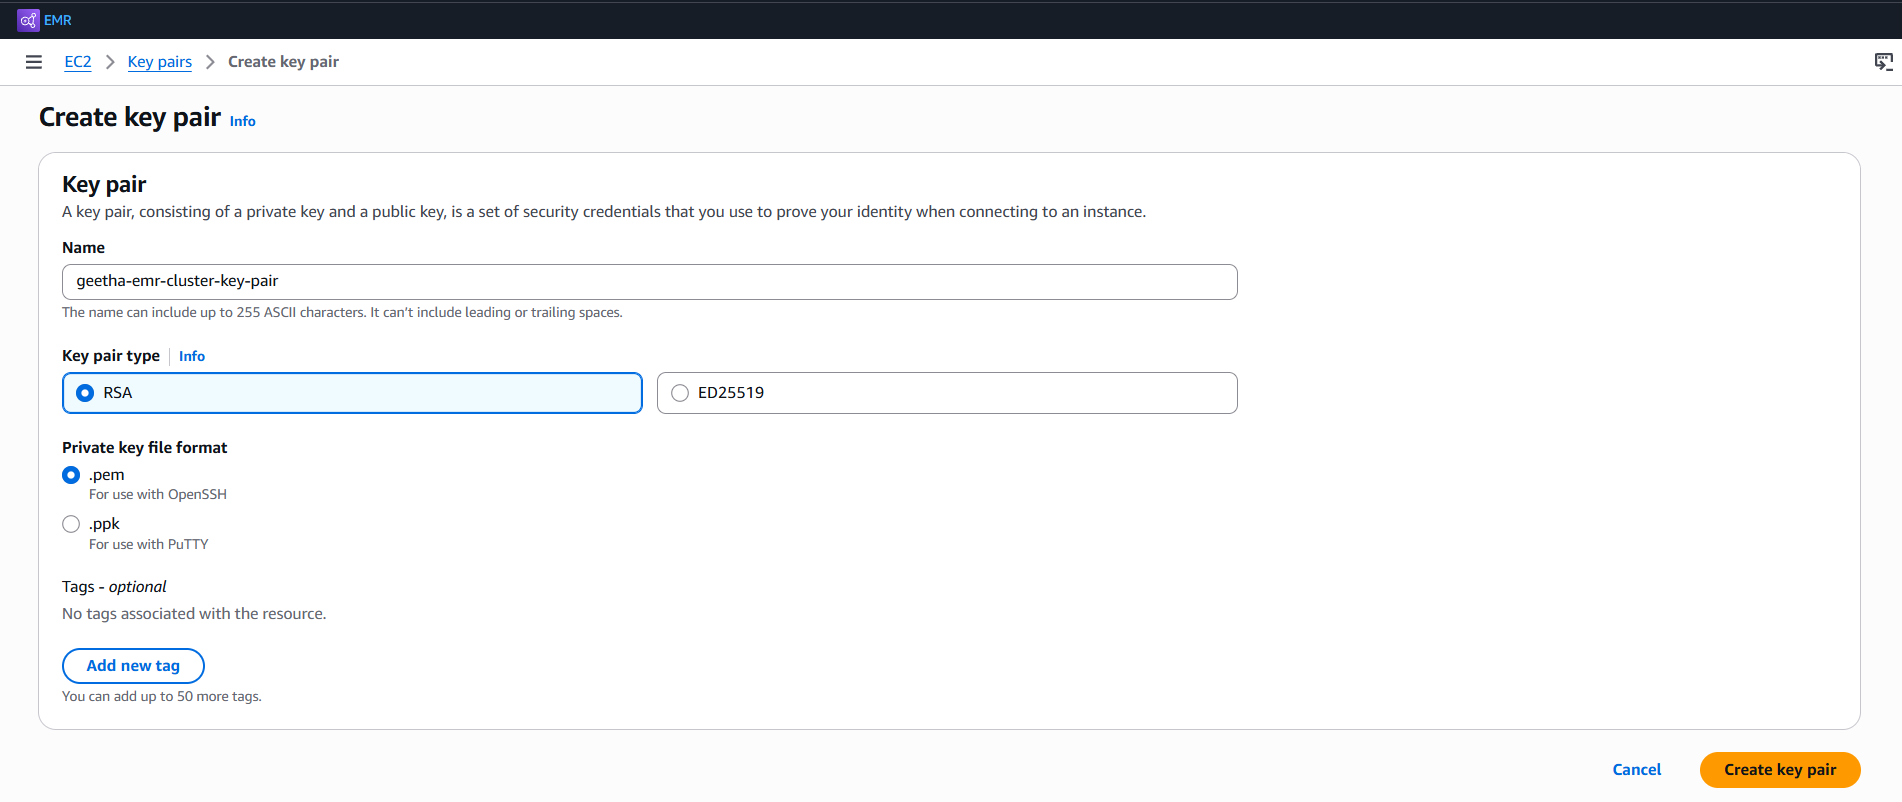 EMR
EC2 > Key pairs > Create key pair
Create key pair Info
Key pair
A key pair, consisting of a private key and a public key, is a set of security credentials that you use to prove your identity when connecting to an instance.
Name
geetha-emr-cluster-key-pair
The name can include up to 255 ASCII characters. It can't include leading or trailing spaces.
Key pair type | Info
RSA
ED25519
Private key file format
.pem
For use with OpenSSH
.ppk
For use with PuTTY
Tags - optional
No tags associated with the resource.
Add new tag
You can add up to 50 more tags.
Cancel
Create key pair